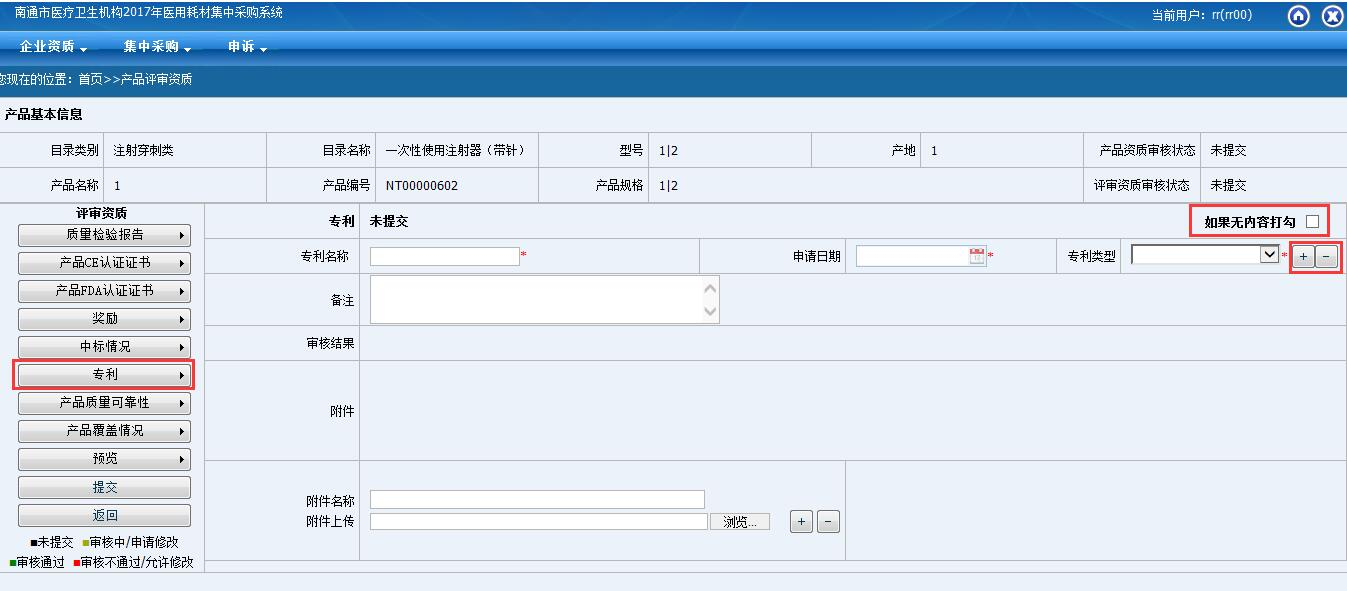 南通市医疗卫生机构2017年医用耗材集中采购系统
当前用户：rr(rr00)
企业资质 集中采购 申诉
您现在的位置：首页>>产品评审资质
产品基本信息
目录类别 注射穿刺类 目录名称 一次性使用注射器（带针） 型号 1|2 产地 1 产品资质审核状态 未提交
产品名称 1 产品编号 NT00000602 产品规格 1|2 评审资质审核状态 未提交
评审资质
质量检验报告
产品CE认证证书
产品FDA认证证书
奖励
中标情况
专利
产品质量可靠性
产品覆盖情况
预览
提交
返回
■未提交 ■审核中/申请修改
■审核通过 ■审核不通过/允许修改
专利 未提交 如果无内容打勾
专利名称 * 申请日期 * 专利类型 * + -
备注
审核结果
附件
附件名称
附件上传 浏览... + -